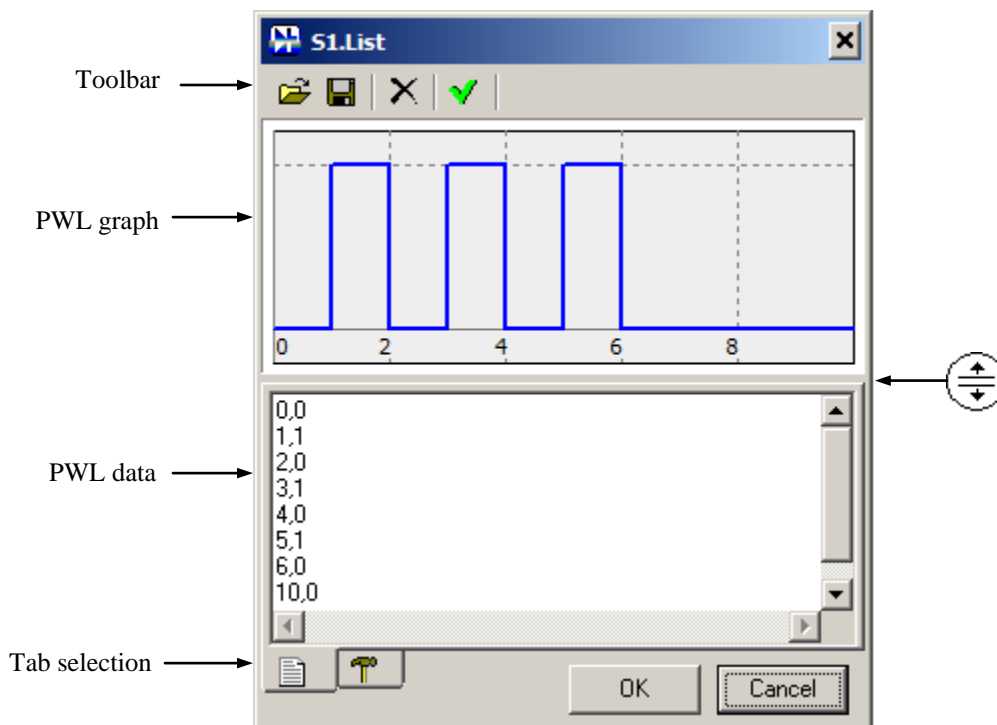 S1.List
Toolbar
PWL graph
0 2 4 6 8
PWL data
0,0
1,1
2,0
3,1
4,0
5,1
6,0
10,0
Tab selection
OK Cancel